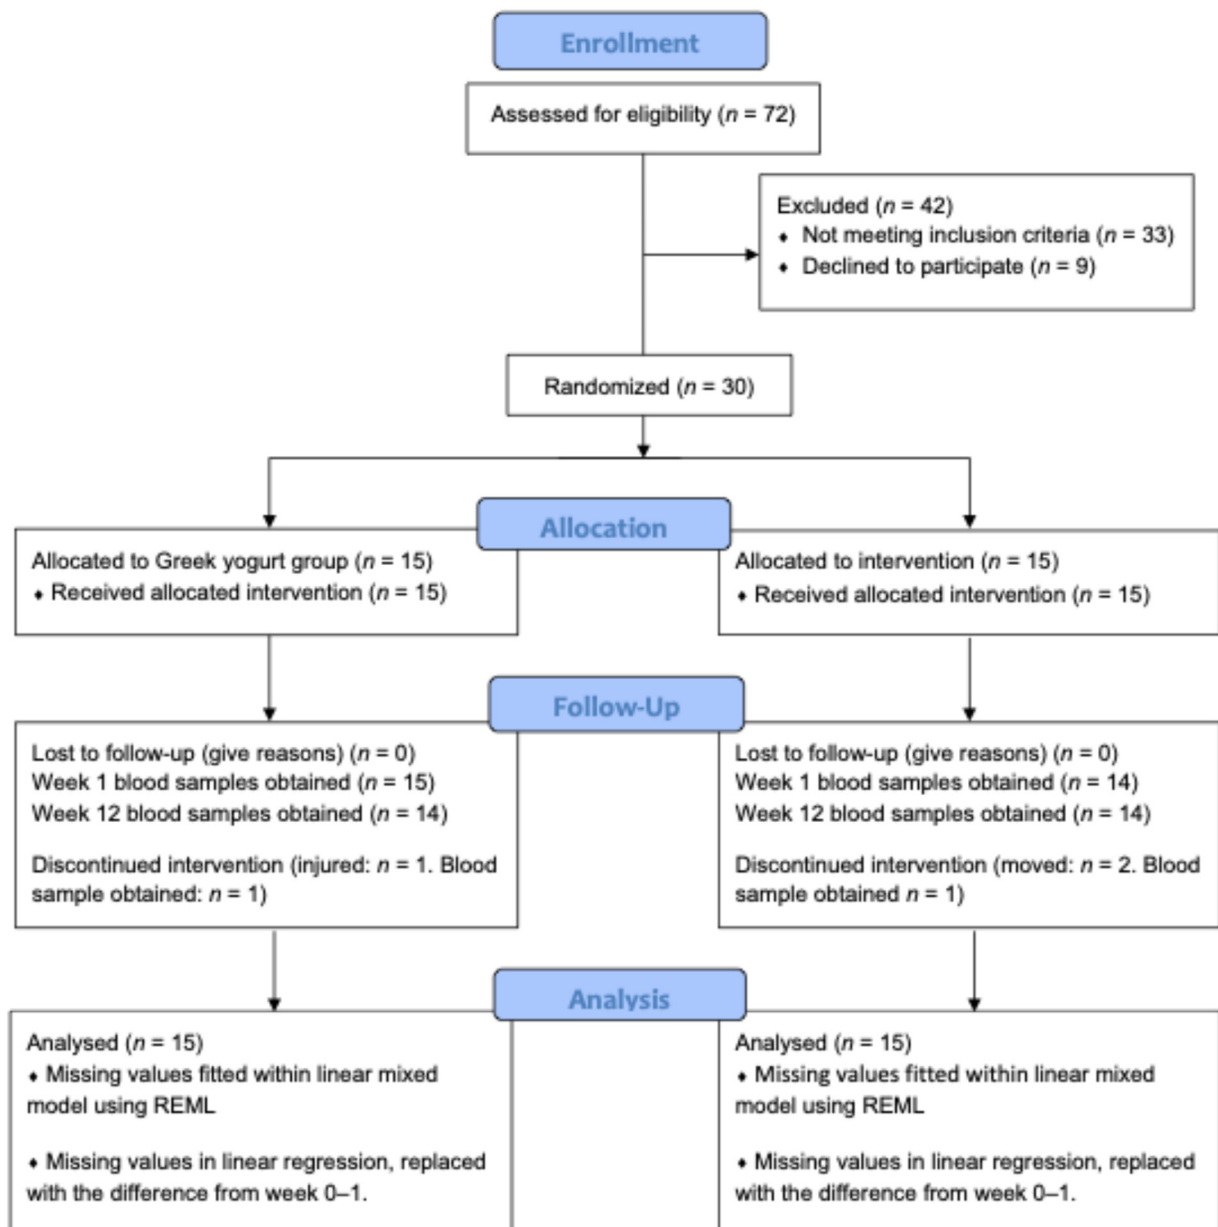 Enrollment
Assessed for eligibility (n = 72)
Excluded (n = 42)
♦ Not meeting inclusion criteria (n = 33)
♦ Declined to participate (n = 9)
Randomized (n = 30)
Allocation
Allocated to Greek yogurt group (n = 15)
♦ Received allocated intervention (n = 15)
Allocated to intervention (n = 15)
♦ Received allocated intervention (n = 15)
Follow-Up
Lost to follow-up (give reasons) (n = 0)
Week 1 blood samples obtained (n = 15)
Week 12 blood samples obtained (n = 14)
Discontinued intervention (injured: n = 1. Blood
sample obtained: n = 1)
Lost to follow-up (give reasons) (n = 0)
Week 1 blood samples obtained (n = 14)
Week 12 blood samples obtained (n = 14)
Discontinued intervention (moved: n = 2. Blood
sample obtained n = 1)
Analysis
Analysed (n = 15)
♦ Missing values fitted within linear mixed
model using REML
♦ Missing values in linear regression, replaced
with the difference from week 0–1.
Analysed (n = 15)
♦ Missing values fitted within linear mixed
model using REML
♦ Missing values in linear regression, replaced
with the difference from week 0–1.